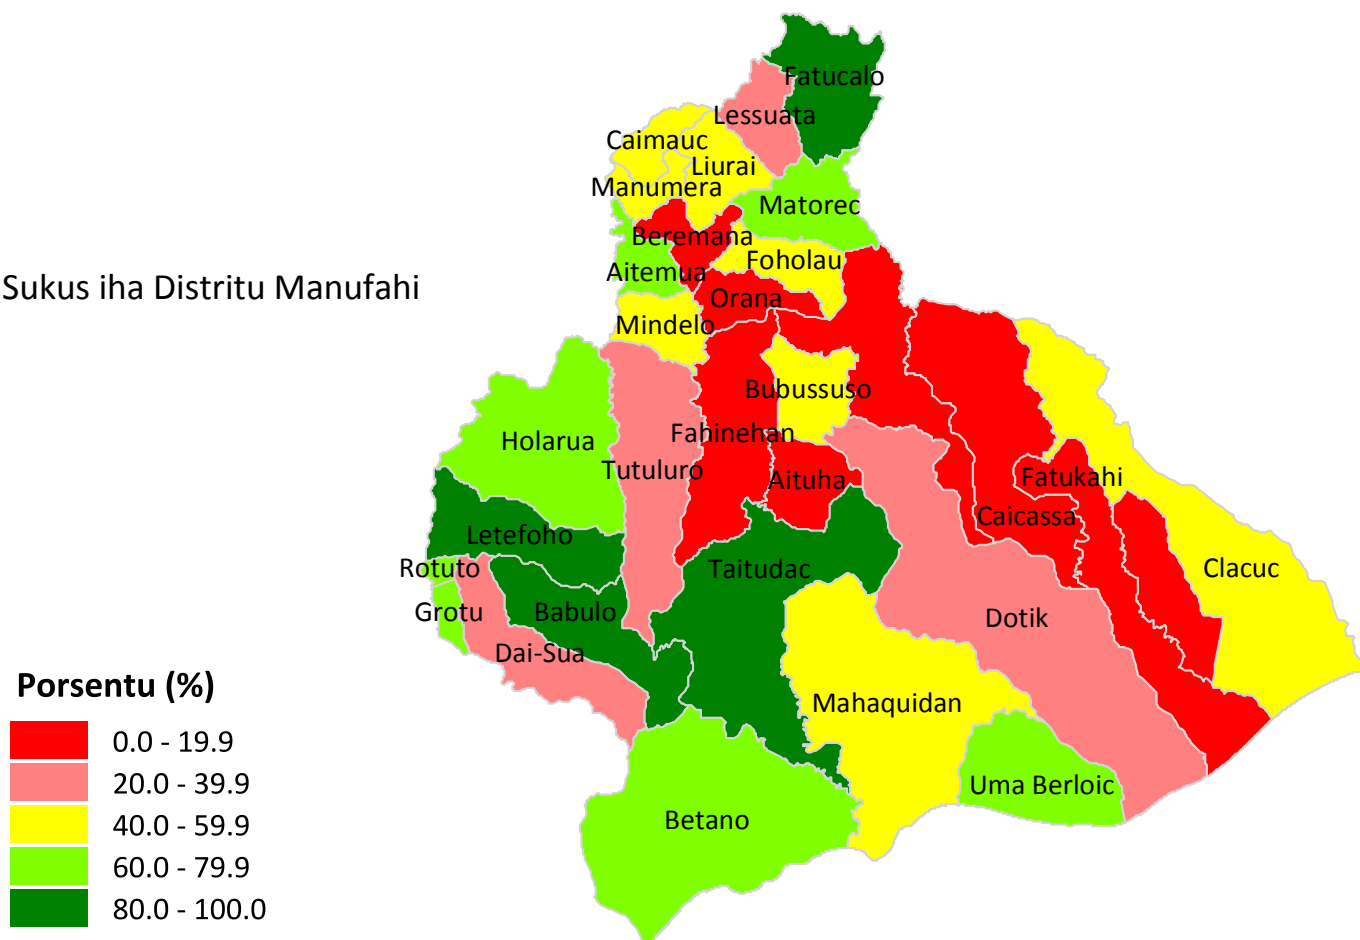 Fatucalo
Lessuata
Caimauc
Liurai
Manumera
Matorec
Beremana
Foholau
Aitemua
Sukus iha Distritu Manufahi
Orana
Mindelo
Bubussuso
Fahinehan
Holarua
Tutuluro
Aituha
Fatukahi
Caicassa
Letefoho
Rotuto
Taitudac
Clacuc
Grotu
Babulo
Dotik
Dai-Sua
Porsentu (%)
Mahaquidan
0.0 - 19.9
20.0 - 39.9
Uma Berloic
40.0 - 59.9
Betano
60.0 - 79.9
80.0 - 100.0